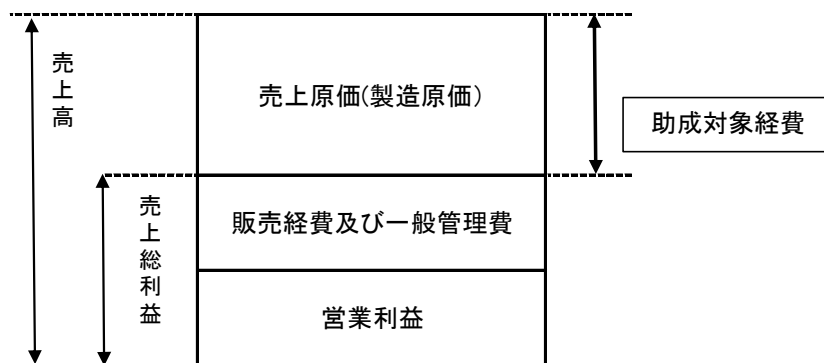 売上高
売上原価(製造原価)
助成対象経費
売上総利益
販売経費及び一般管理費
営業利益